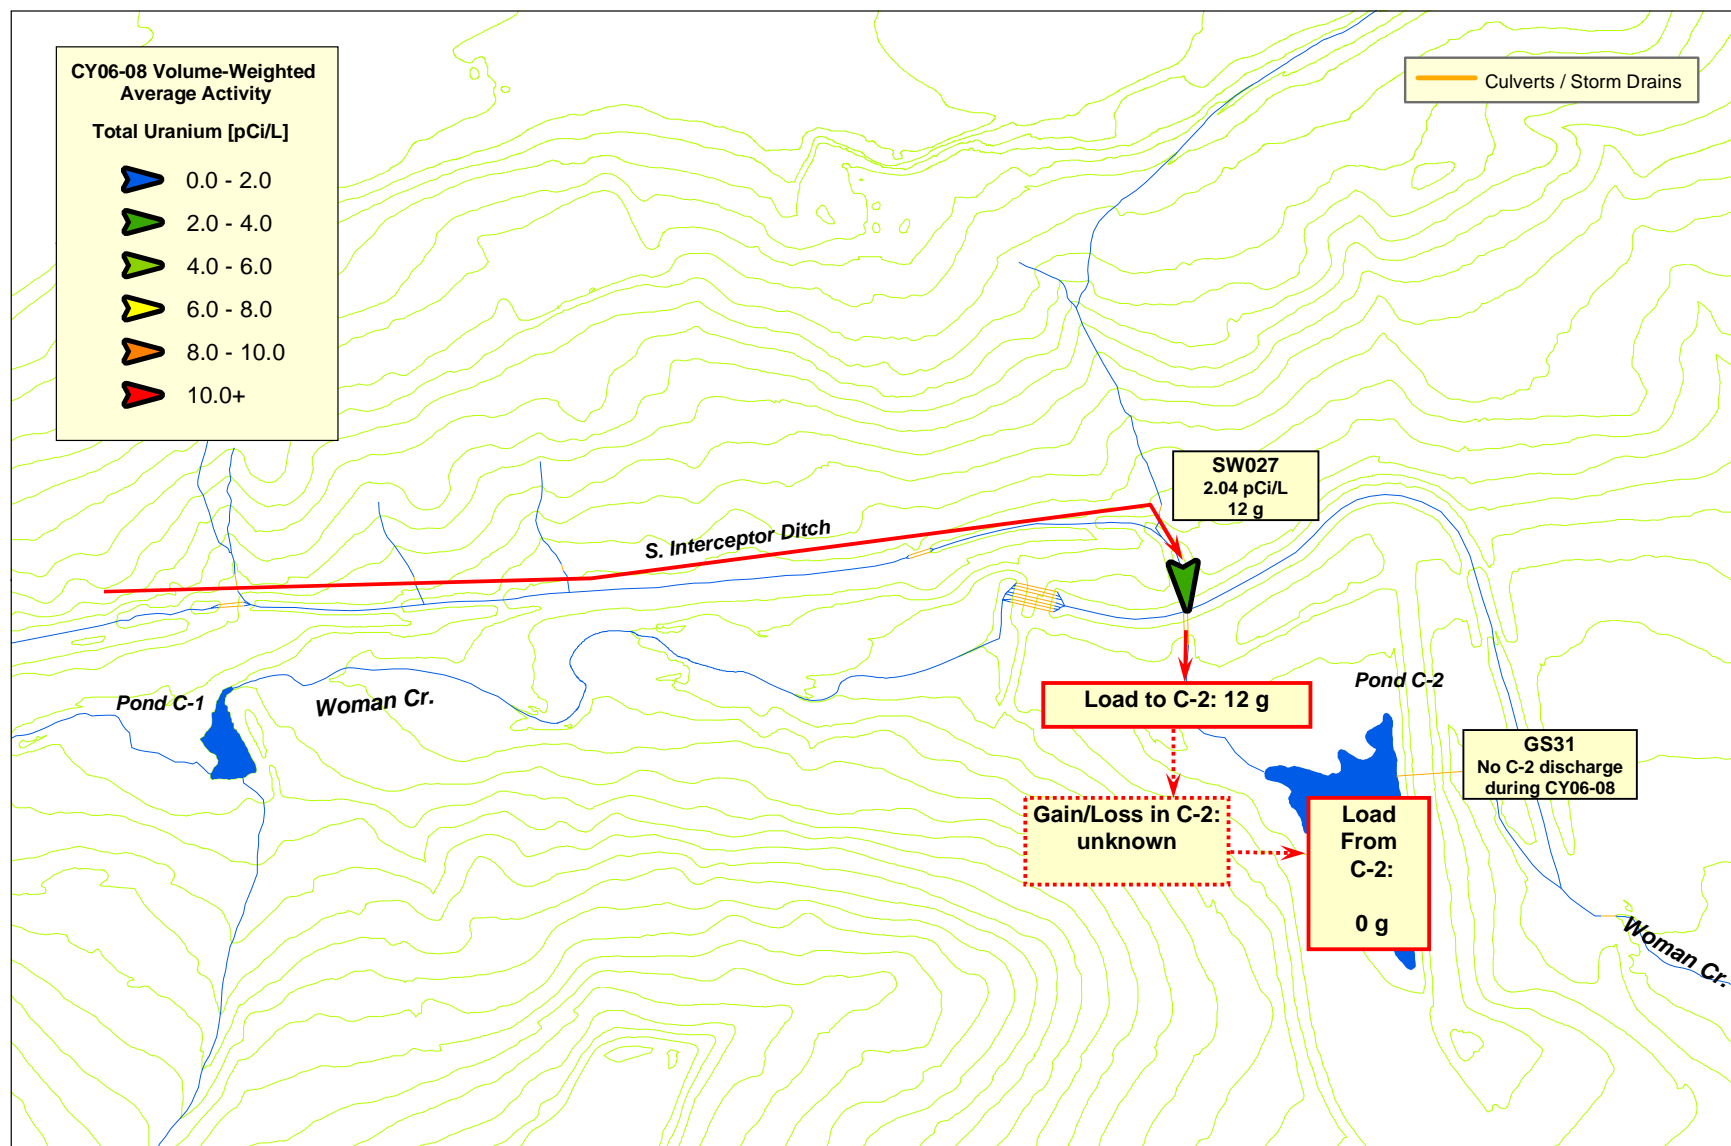 CY06-08 Volume-Weighted
Average Activity
Total Uranium [pCi/L]
0.0 - 2.0
2.0 - 4.0
4.0 - 6.0
6.0 - 8.0
8.0 - 10.0
10.0+
Culverts / Storm Drains
SW027
2.04 pCi/L
12 g
S. Interceptor Ditch
Pond C-1
Woman Cr.
Load to C-2: 12 g
Pond C-2
GS31
No C-2 discharge
during CY06-08
Gain/Loss in C-2:
unknown
Load
From
C-2:
0 g
Woman Cr.